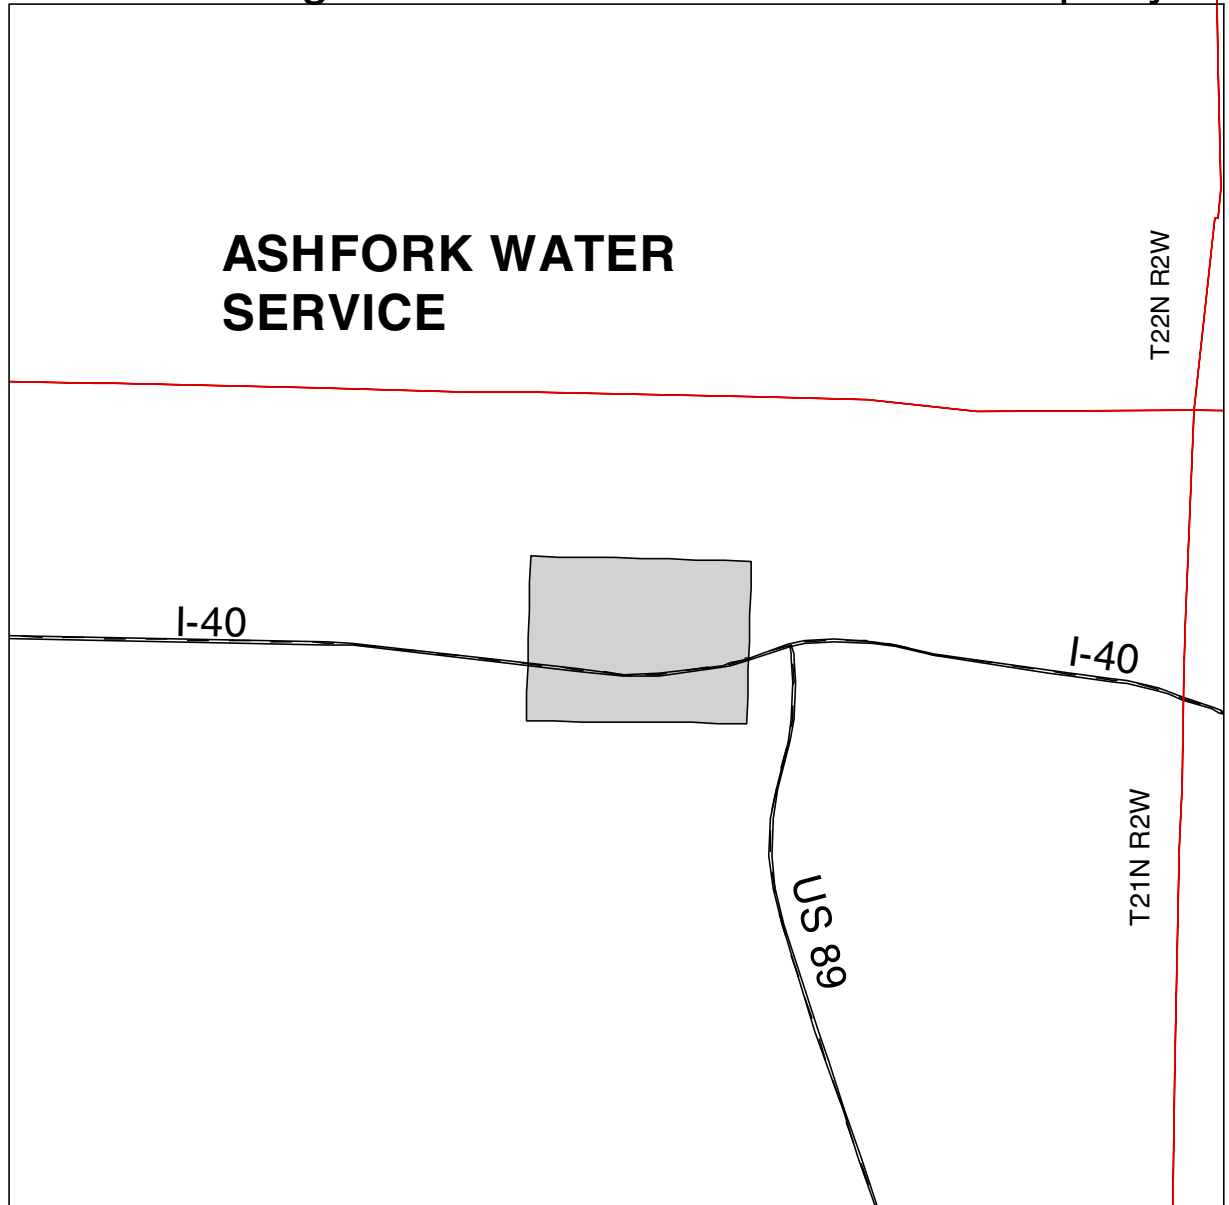 ASHFORK WATER
SERVICE
T22N R2W
I-40
I-40
T21N R2W
US 89